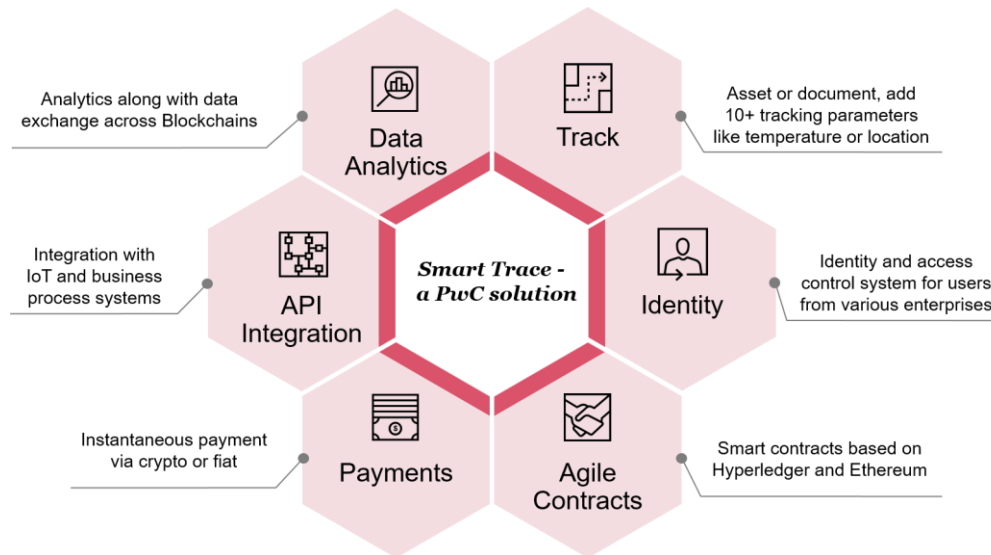 Analytics along with data
exchange across Blockchains
Data
Analytics
Track
Asset or document, add
10+ tracking parameters
like temperature or location
Integration with
IoT and business
process systems
API
Integration
Smart Trace -
a PwC solution
Identity
Identity and access
control system for users
from various enterprises
Instantaneous payment
via crypto or fiat
Payments
Agile
Contracts
Smart contracts based on
Hyperledger and Ethereum